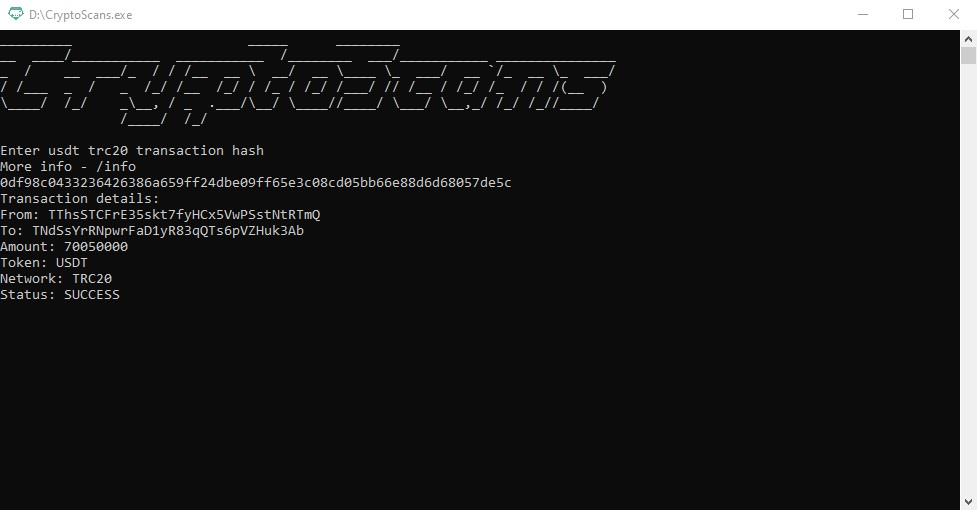 D:\CryptoScans.exe
CryptoScans
Enter usdt trc20 transaction hash
More info - /info
0df98c0433236426386a659ff24dbe09ff65e3c08cd05bb66e88d6d68057de5c
Transaction details:
From: TThsSTCFrE35skt7fyHCx5VwPSstNtRTmQ
To: TNdSsYrRNpwrFaD1yR83qQTs6pVZHuk3Ab
Amount: 70050000
Token: USDT
Network: TRC20
Status: SUCCESS